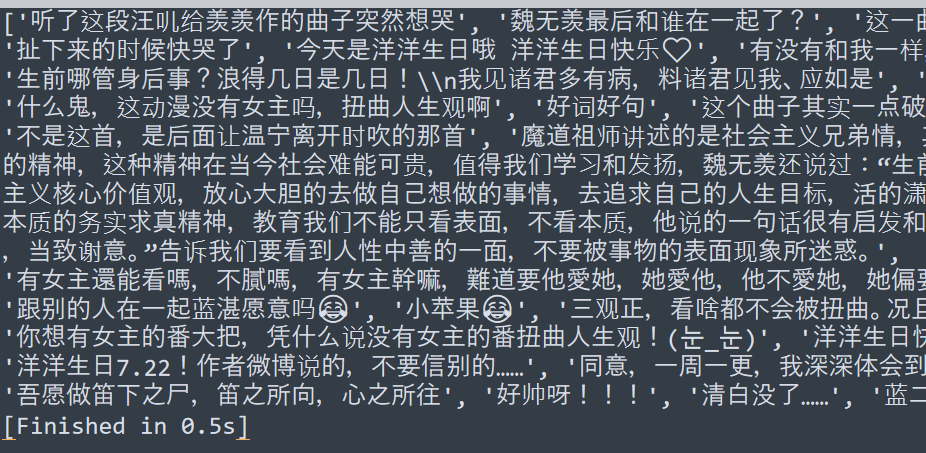 ['听了这段汪叽给羡羡作的曲子突然想哭', '魏无羡最后和谁在一起了？', '这一曲
'扯下来的时候快哭了', '今天是洋洋生日哦 洋洋生日快乐♡', '有没有和我一样,
'生前哪管身后事？浪得几日是几日！\\n我见诸君多有病，料诸君见我、应如是', '
'什么鬼，这动漫没有女主吗，扭曲人生观啊', '好词好句', '这个曲子其实一点破
'不是这首，是后面让温宁离开时吹的那首', '魔道祖师讲述的是社会主义兄弟情，
的精神，这种精神在当今社会难能可贵，值得我们学习和发扬，魏无羡还说过：“生前
主义核心价值观，放心大胆的去做自己想做的事情，去追求自己的人生目标，活的潇
本质的务实求真精神，教育我们不能只看表面，不看本质，他说的一句话很有启发和
，当致谢意。”告诉我们要看到人性中善的一面，不要被事物的表面现象所迷惑。',
'有女主還能看嗎，不膩嗎，有女主幹嘛，難道要他愛她，她愛他，他不愛她，她偏要
'跟别的人在一起蓝湛愿意吗😂', '小苹果😂', '三观正，看啥都不会被扭曲。况且
'你想有女主的番大把，凭什么说没有女主的番扭曲人生观！(눈_눈)', '洋洋生日快
'洋洋生日7.22！作者微博说的，不要信别的……', '同意，一周一更，我深深体会到
'吾愿做笛下之尸，笛之所向，心之所往', '好帅呀！！！', '清白没了……', '蓝二
[Finished in 0.5s]